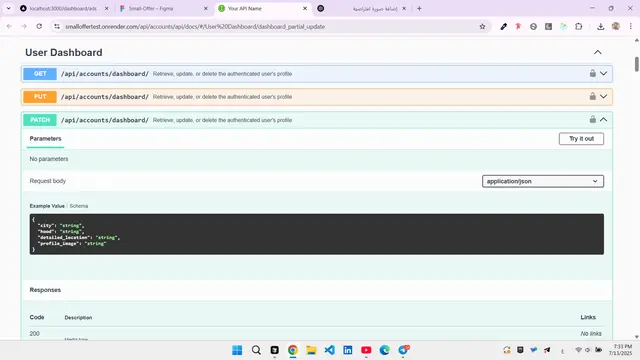 localhost:3000/dashboard/ads
Small-Offer – Figma
Your API Name
إضافة صورة افتراضية
smalloffertest.onrender.com/api/accounts/api/docs/#/User%20Dashboard/dashboard_partial_update
User Dashboard
GET /api/accounts/dashboard/ Retrieve, update, or delete the authenticated user's profile
PUT /api/accounts/dashboard/ Retrieve, update, or delete the authenticated user's profile
PATCH /api/accounts/dashboard/ Retrieve, update, or delete the authenticated user's profile
Parameters
Try it out
No parameters
Request body
application/json
Example Value | Schema
{
"city": "string",
"hood": "string",
"detailed_location": "string",
"profile_image": "string"
}
Responses
Code Description Links
200 No links
7:33 PM
7/13/2025